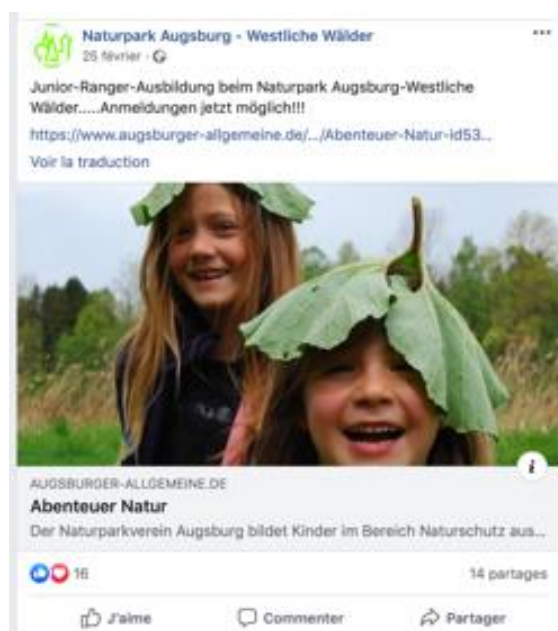 Naturpark Augsburg - Westliche Wälder
25 février
Junior-Ranger-Ausbildung beim Naturpark Augsburg-Westliche
Wälder.....Anmeldungen jetzt möglich!!!
https://www.augsburger-allgemeine.de/.../Abenteuer-Natur-id53...
Voir la traduction
AUGSBURGER-ALLGEMEINE.DE
Abenteuer Natur
Der Naturparkverein Augsburg bildet Kinder im Bereich Naturschutz aus...
16 14 partages
J'aime Commenter Partager